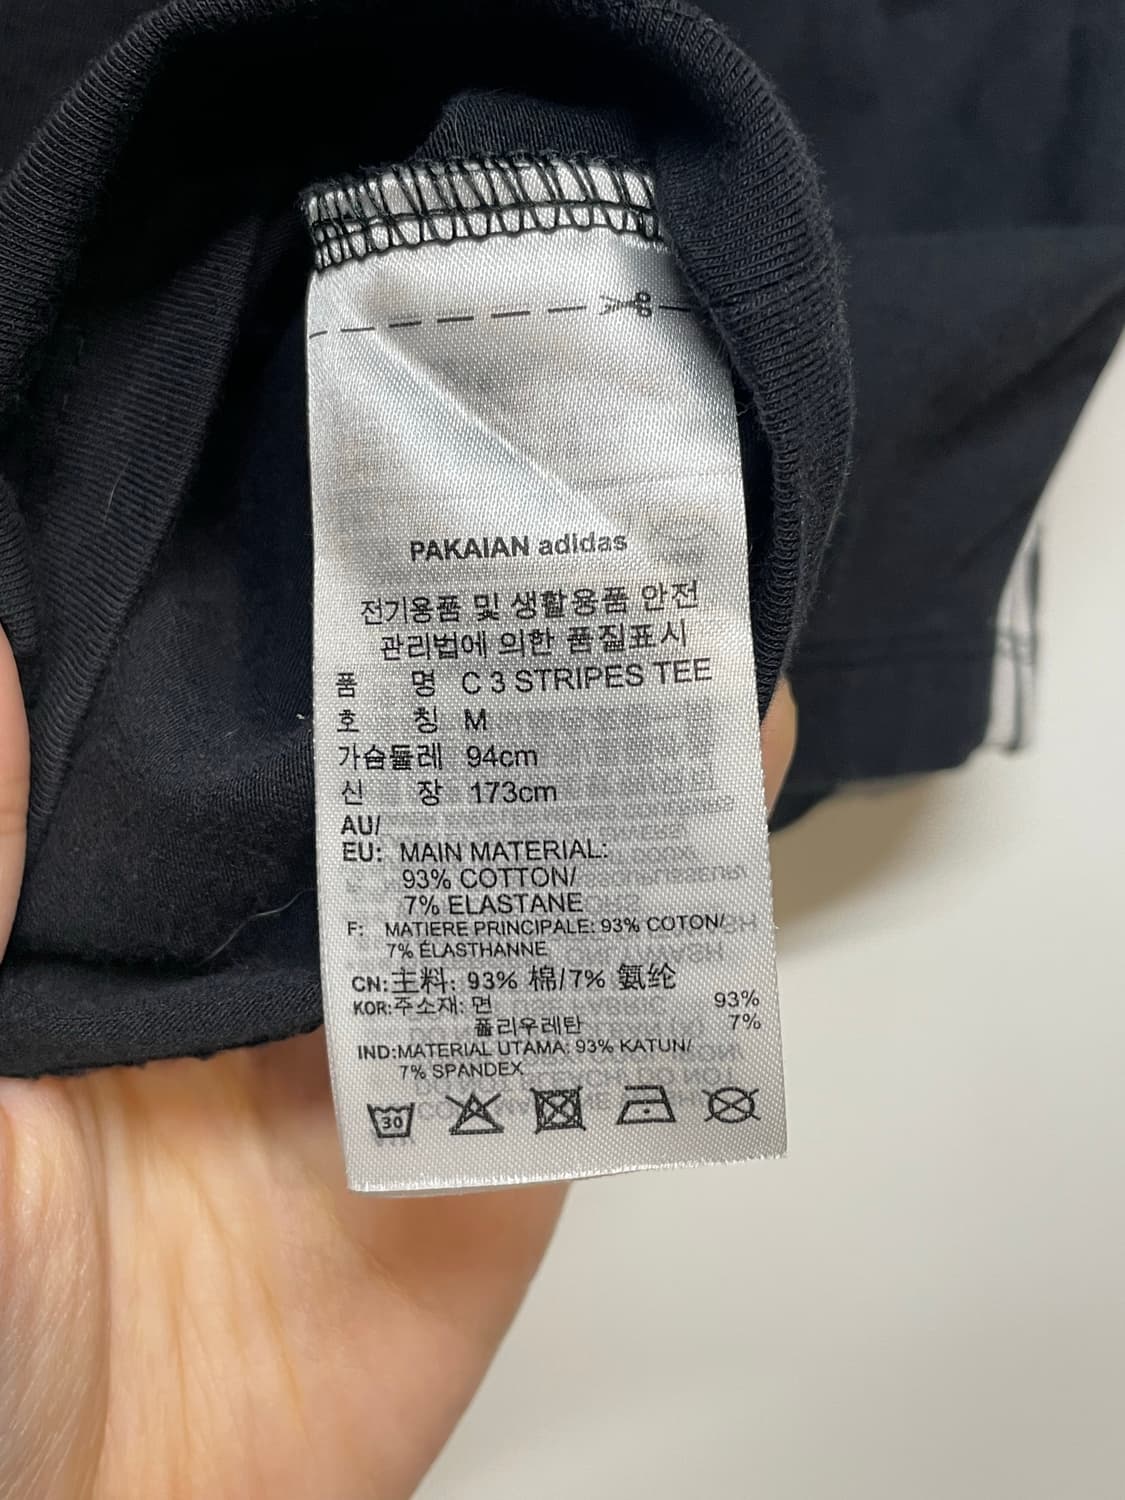 PAKAIAN adidas
전기용품 및 생활용품 안전
관리법에 의한 품질표시
품 명 C 3 STRIPES TEE
호 칭 M
가슴둘레 94cm
신 장 173cm
AU/
EU: MAIN MATERIAL:
93% COTTON/
7% ELASTANE
F: MATIERE PRINCIPALE: 93% COTON/
7% ÉLASTHANNE
CN:主料: 93% 棉/7% 氨纶
KOR:주소재: 면 93%
폴리우레탄 7%
IND:MATERIAL UTAMA: 93% KATUN/
7% SPANDEX
30